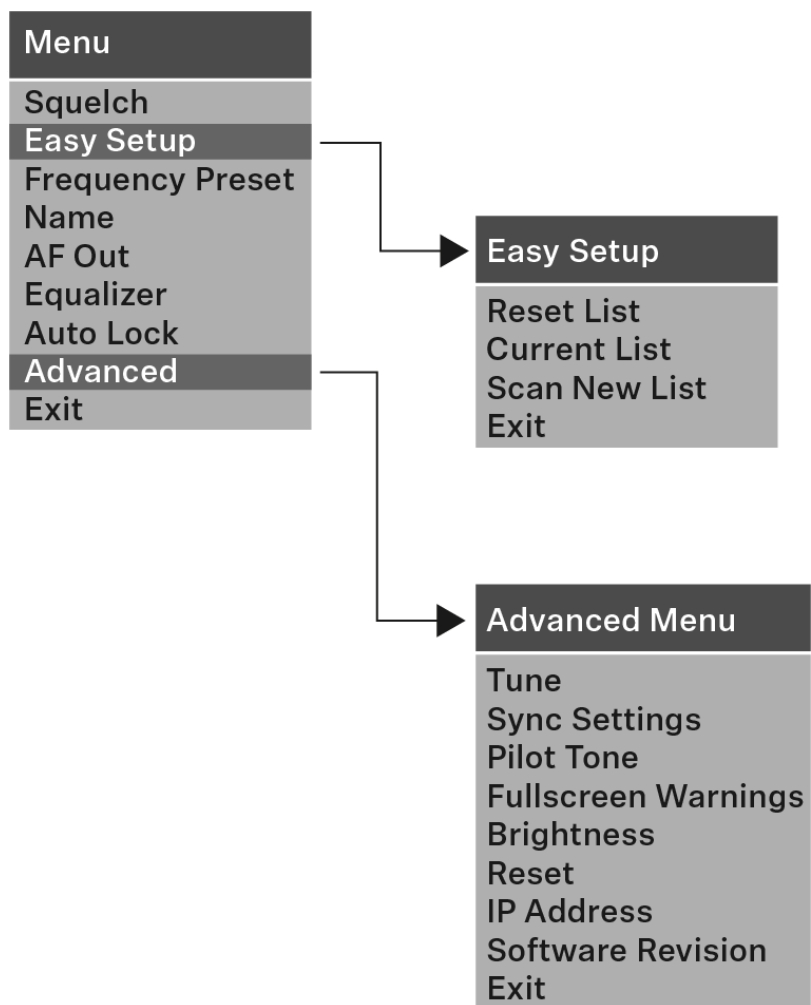 Menu
Squelch
Easy Setup
Frequency Preset
Name
AF Out
Equalizer
Auto Lock
Advanced
Exit
Easy Setup
Reset List
Current List
Scan New List
Exit
Advanced Menu
Tune
Sync Settings
Pilot Tone
Fullscreen Warnings
Brightness
Reset
IP Address
Software Revision
Exit